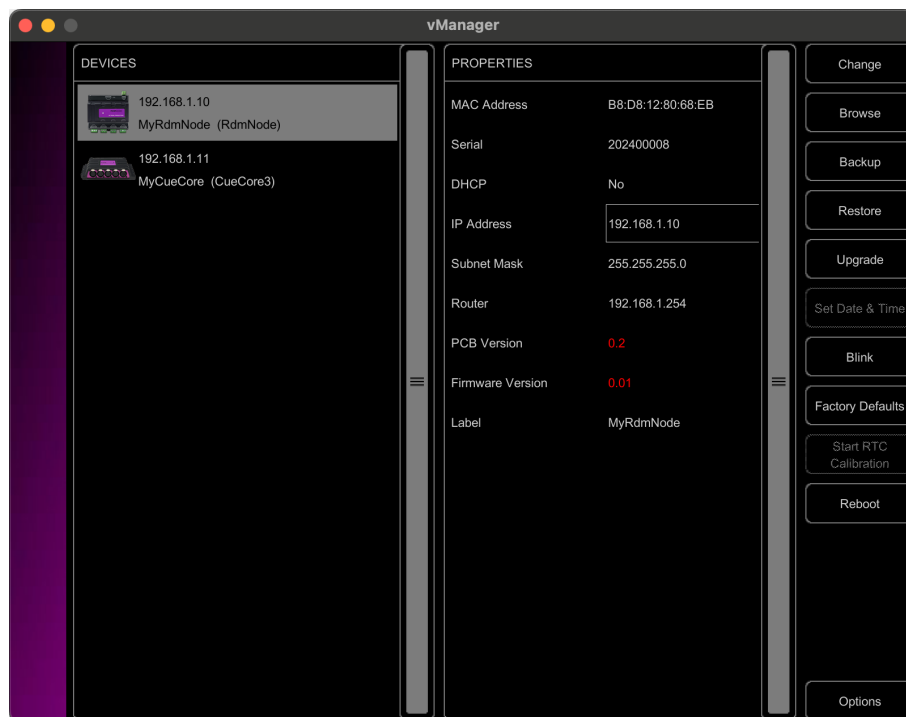 vManager
DEVICES
192.168.1.10
MyRdmNode (RdmNode)
192.168.1.11
MyCueCore (CueCore3)
PROPERTIES
MAC Address B8:D8:12:80:68:EB
Serial 202400008
DHCP No
IP Address 192.168.1.10
Subnet Mask 255.255.255.0
Router 192.168.1.254
PCB Version 0.2
Firmware Version 0.01
Label MyRdmNode
Change
Browse
Backup
Restore
Upgrade
Set Date & Time
Blink
Factory Defaults
Start RTC
Calibration
Reboot
Options